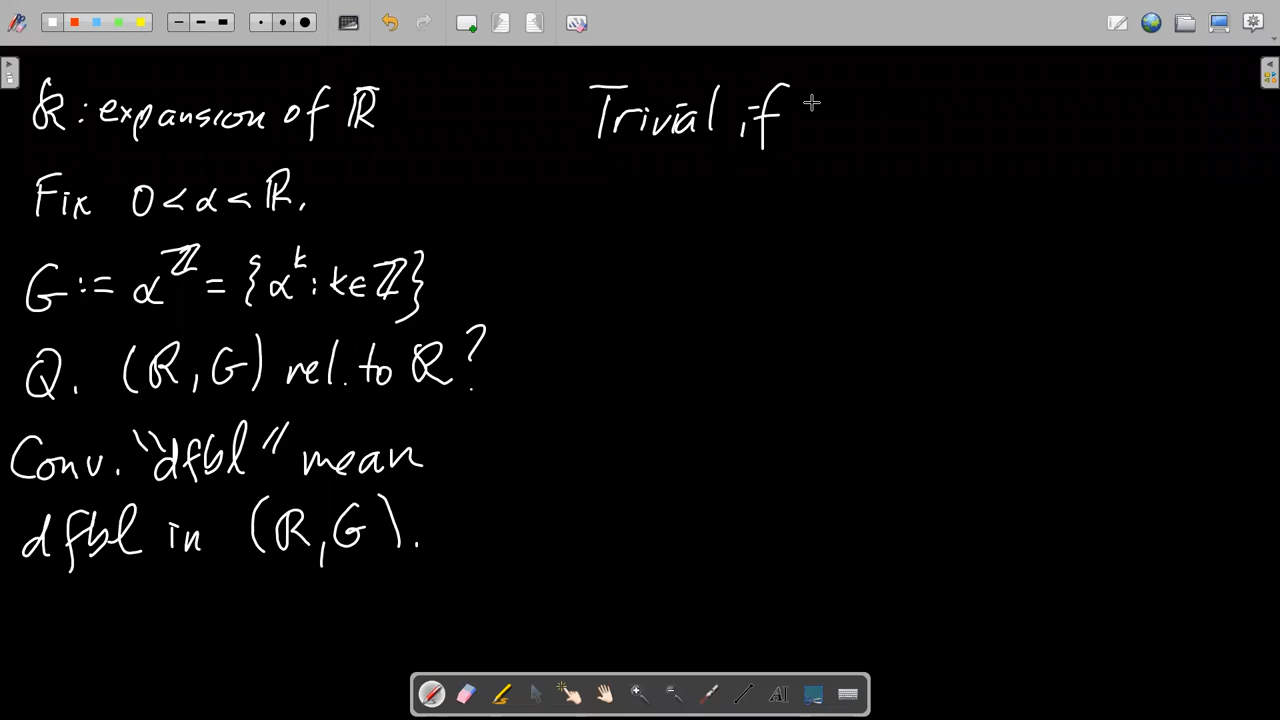 ℜ : expansion of ℝ
Fix 0 < α < ℝ.
G := α^ℤ = {α^k : k ∈ ℤ}
Q. (ℜ, G) rel. to ℜ ?
Conv. "dfbl" mean
dfbl in (ℜ, G).
Trivial if